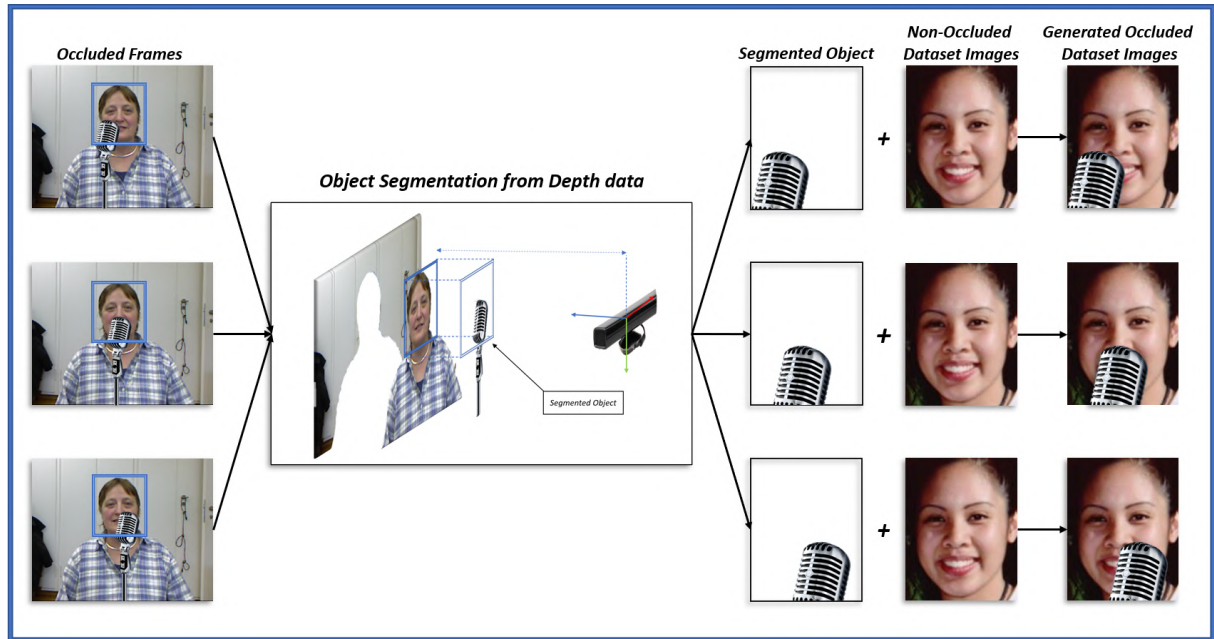 Occluded Frames
Object Segmentation from Depth data
Segmented Object
Segmented Object
Non-Occluded
Dataset Images
Generated Occluded
Dataset Images
+
+
+